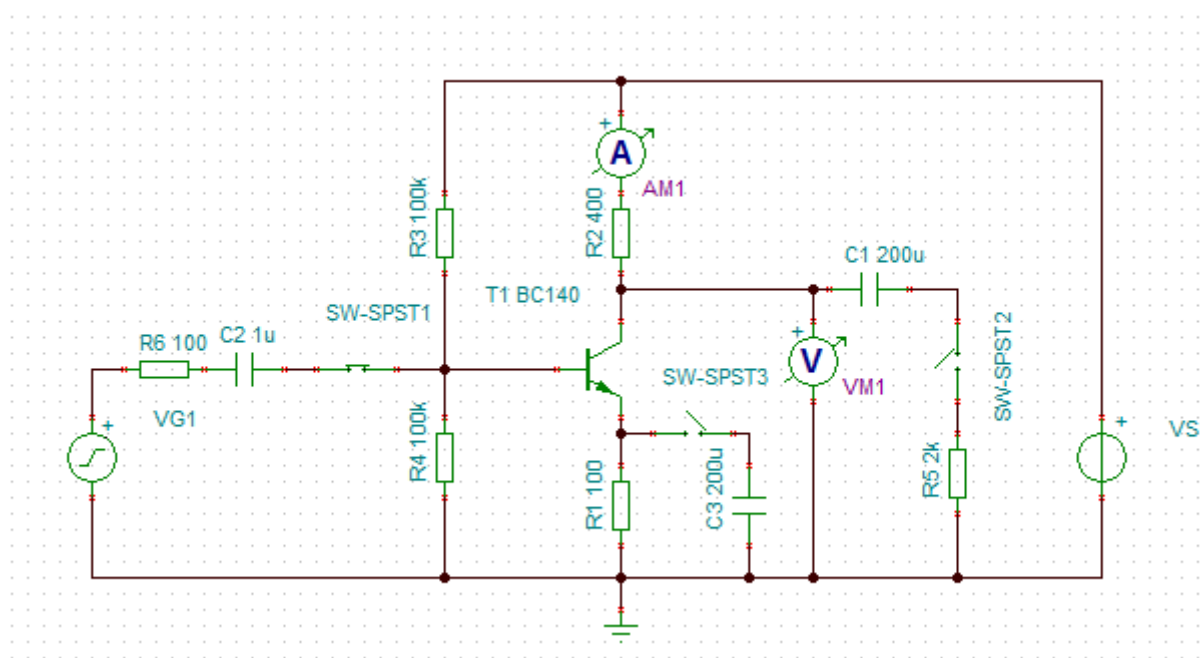 +
A
AM1
R3 100k
R2 400
C1 200u
T1 BC140
SW-SPST1
R6 100
C2 1u
+
V
VM1
SW-SPST3
SW-SPST2
VG1
+
R4 100k
R1 100
C3 200u
R5 2k
+
VS